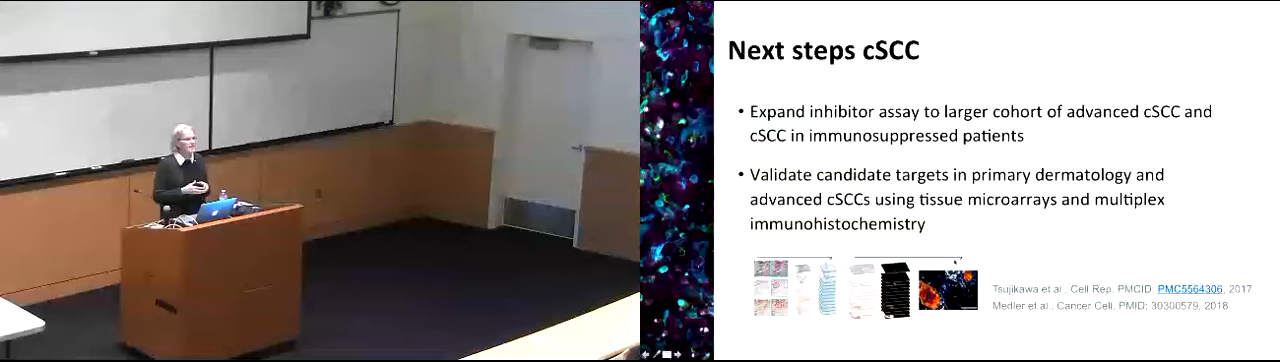 Next steps cSCC
• Expand inhibitor assay to larger cohort of advanced cSCC and
cSCC in immunosuppressed patients
• Validate candidate targets in primary dermatology and
advanced cSCCs using tissue microarrays and multiplex
immunohistochemistry
Tsujikawa et al., Cell Rep. PMCID: PMC5564306, 2017
Medler et al., Cancer Cell, PMID: 30300579, 2018